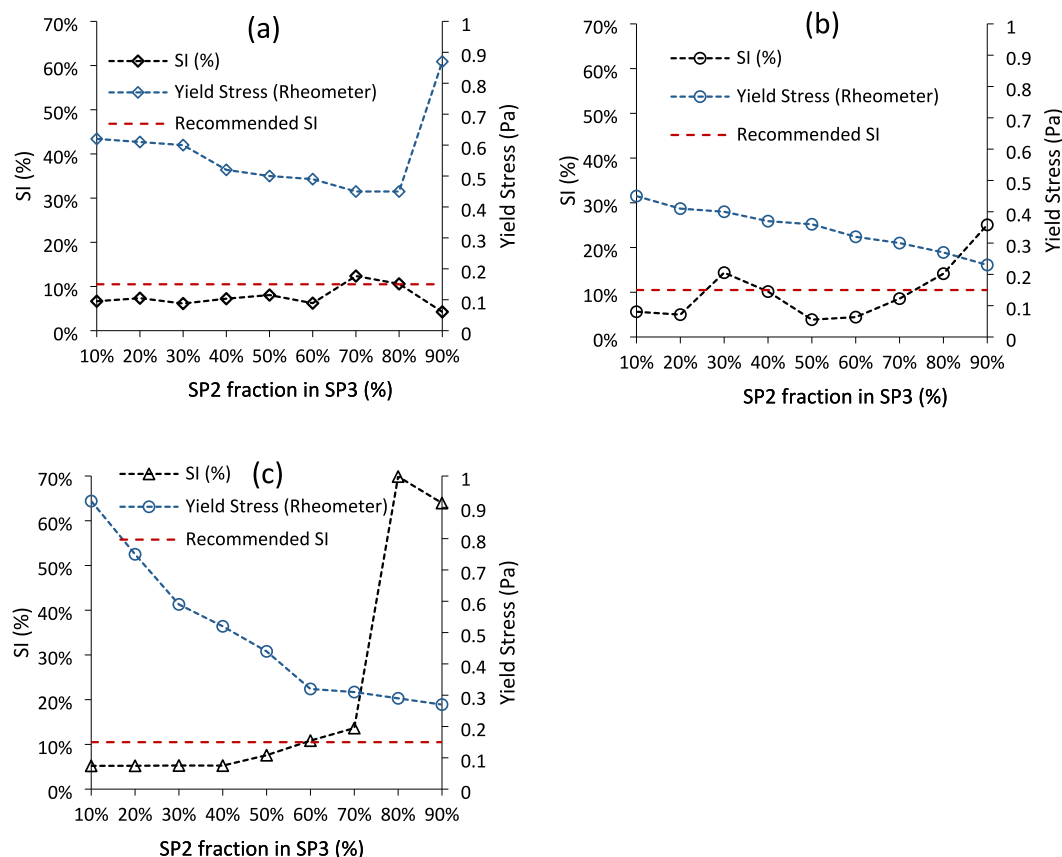 (a)
70%
60%
50%
40%
30%
20%
10%
0%
SI (%)
SI (%)
Yield Stress (Rheometer)
Recommended SI
1
0.9
0.8
0.7
0.6
0.5
0.4
0.3
0.2
0.1
0
Yield Stress (Pa)
10% 20% 30% 40% 50% 60% 70% 80% 90%
SP2 fraction in SP3 (%)
(b)
70%
60%
50%
40%
30%
20%
10%
0%
SI (%)
SI (%)
Yield Stress (Rheometer)
Recommended SI
1
0.9
0.8
0.7
0.6
0.5
0.4
0.3
0.2
0.1
0
Yield Stress (Pa)
10% 20% 30% 40% 50% 60% 70% 80% 90%
SP2 fraction in SP3 (%)
(c)
70%
60%
50%
40%
30%
20%
10%
0%
SI (%)
SI (%)
Yield Stress (Rheometer)
Recommended SI
1
0.9
0.8
0.7
0.6
0.5
0.4
0.3
0.2
0.1
0
Yield Stress (Pa)
10% 20% 30% 40% 50% 60% 70% 80% 90%
SP2 fraction in SP3 (%)